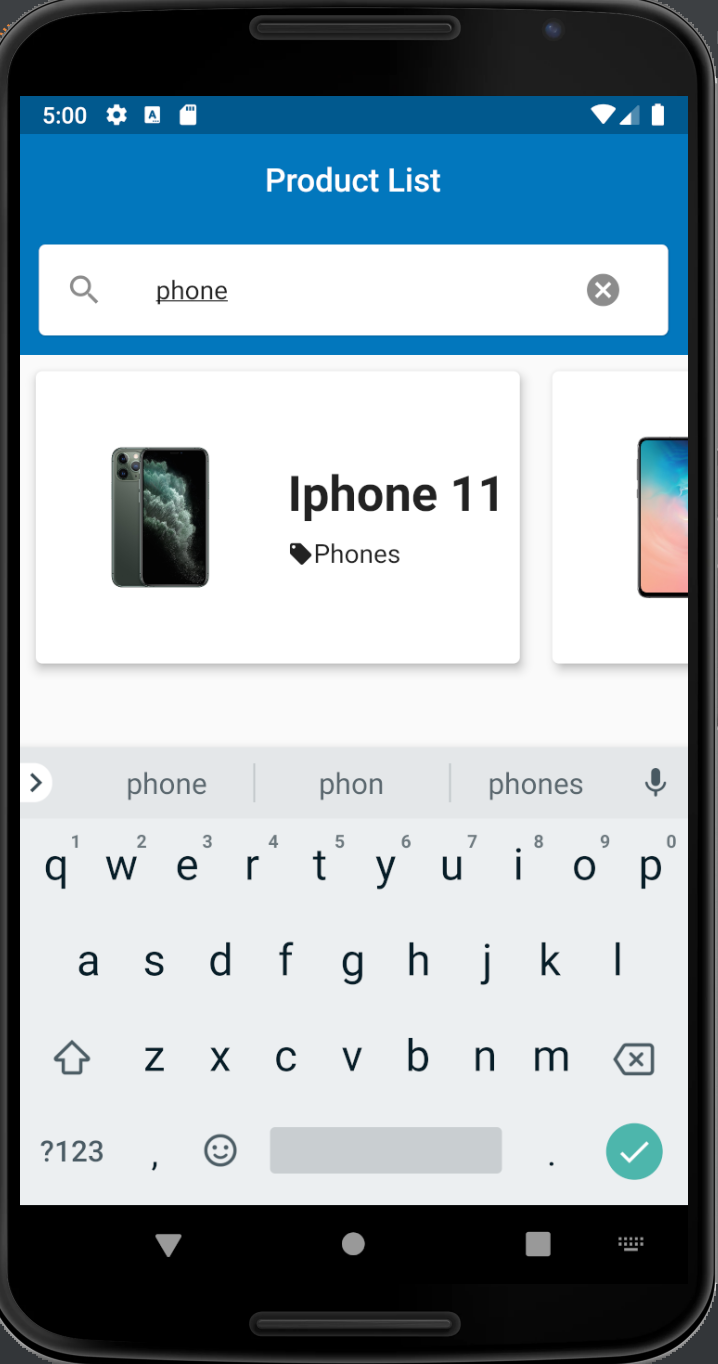 5:00 A
Product List
phone
Iphone 11
Phones
phone phon phones
q1 w2 e3 r4 t5 y6 u7 i8 o9 p0
a s d f g h j k l
z x c v b n m
?123 , .